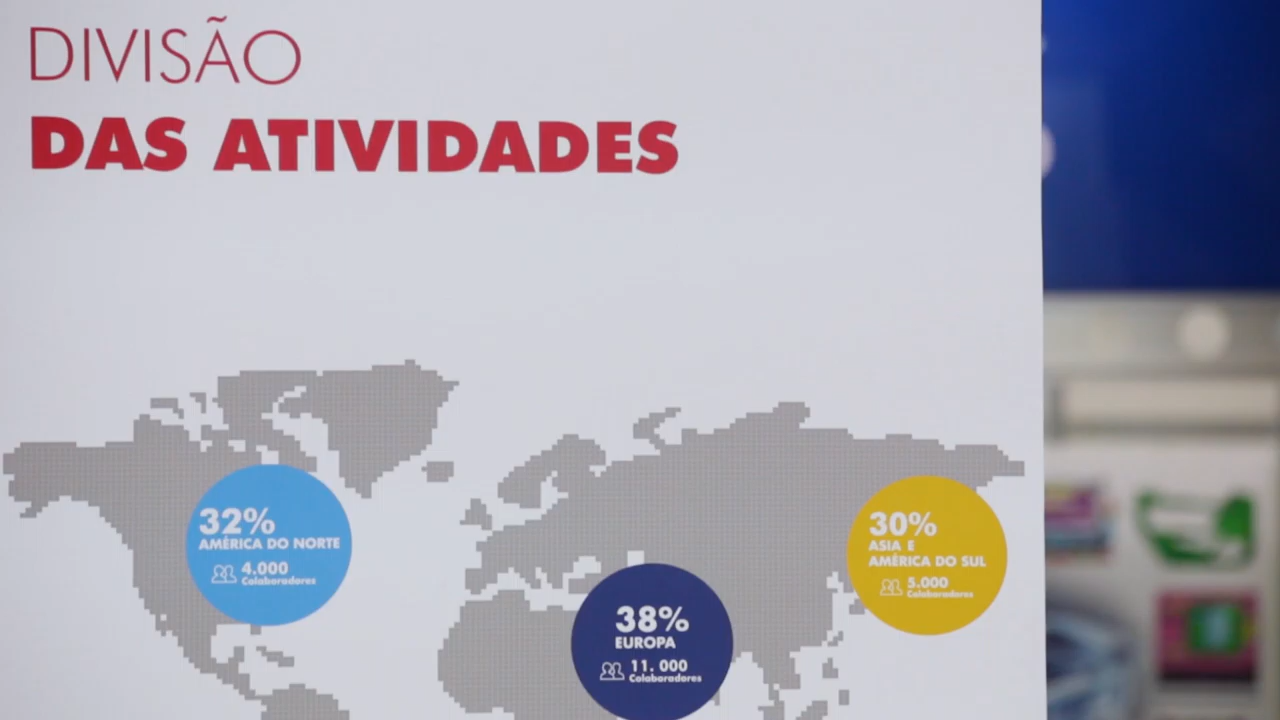 DIVISÃO
DAS ATIVIDADES
32%
AMÉRICA DO NORTE
4.000
Colaboradores
38%
EUROPA
11. 000
Colaboradores
30%
ASIA E
AMÉRICA DO SUL
5.000
Colaboradores